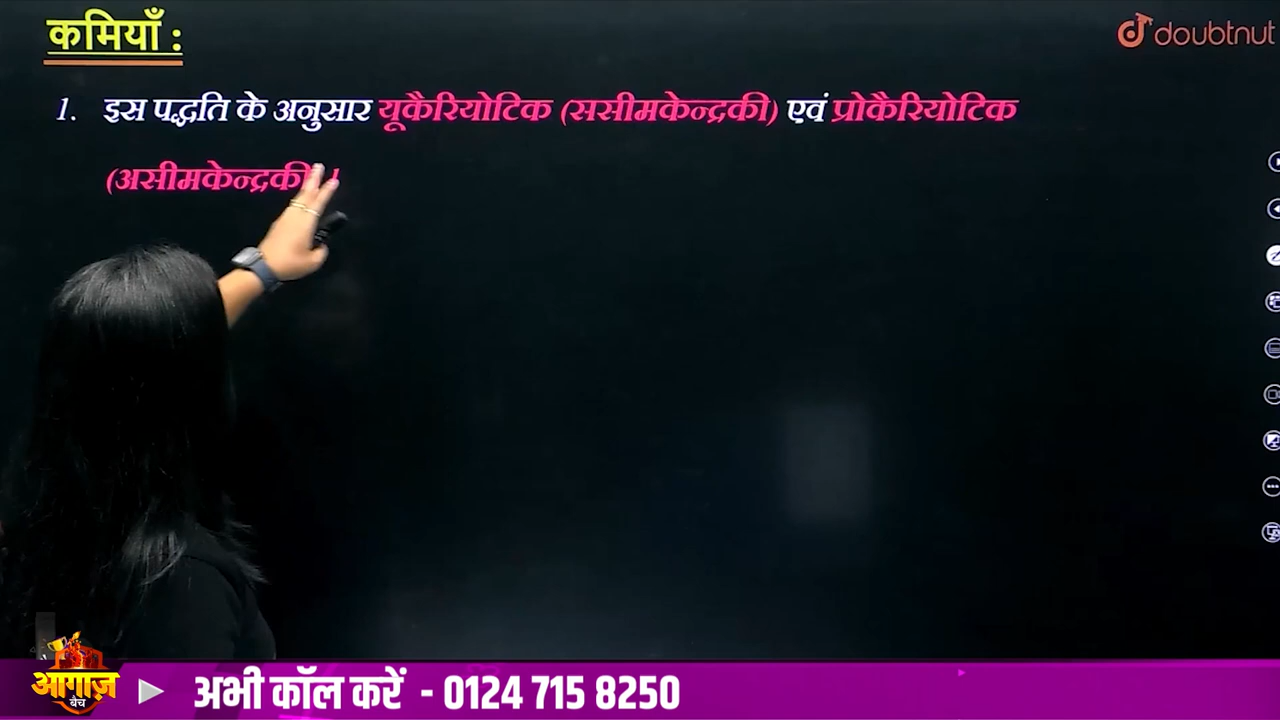 कमियाँ :
doubtnut
1. इस पद्धति के अनुसार यूकैरियोटिक (ससीमकेन्द्रकी) एवं प्रोकैरियोटिक
(असीमकेन्द्रकी) ।
आगाज़
बैच
अभी कॉल करें - 0124 715 8250